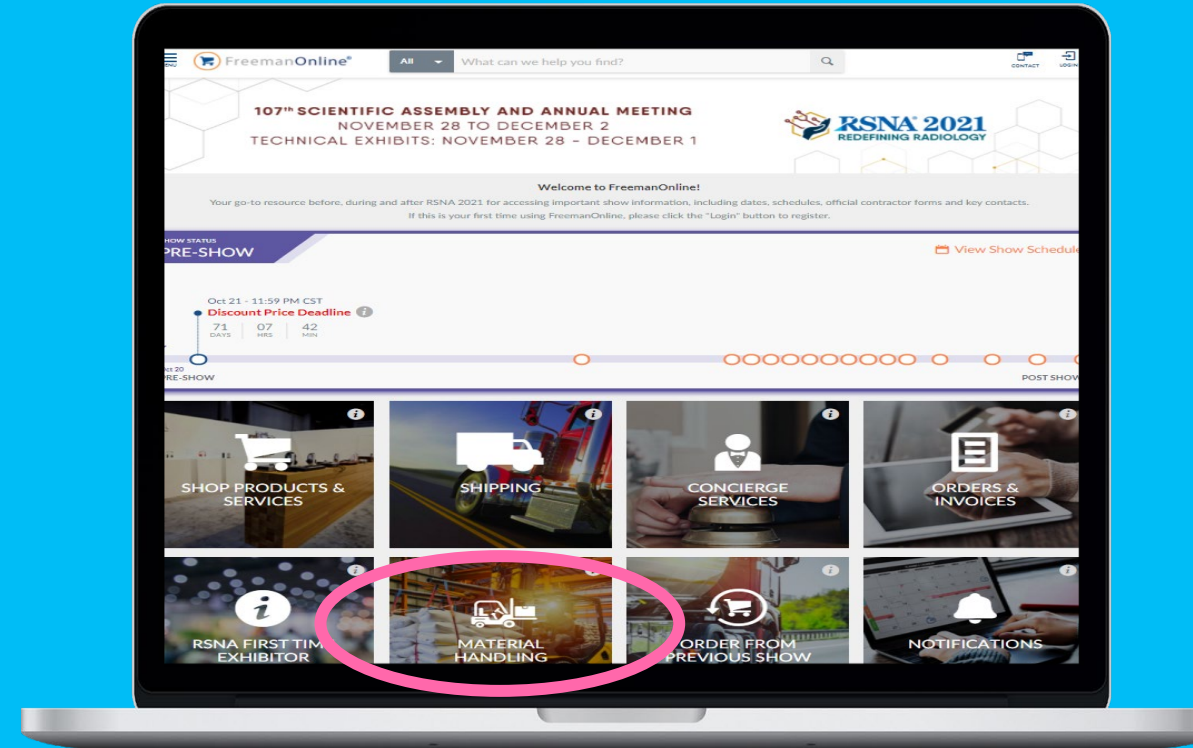 MENU
FreemanOnline®
All
What can we help you find?
CONTACT
LOGIN
107TH SCIENTIFIC ASSEMBLY AND ANNUAL MEETING
NOVEMBER 28 TO DECEMBER 2
TECHNICAL EXHIBITS: NOVEMBER 28 – DECEMBER 1
RSNA® 2021
REDEFINING RADIOLOGY
Welcome to FreemanOnline!
Your go-to resource before, during and after RSNA 2021 for accessing important show information, including dates, schedules, official contractor forms and key contacts.
If this is your first time using FreemanOnline, please click the "Login" button to register.
SHOW STATUS
PRE-SHOW
View Show Schedule
Oct 21 - 11:59 PM CST
Discount Price Deadline i
71 07 42
DAYS HRS MIN
Oct 20
PRE-SHOW
POST SHOW
SHOP PRODUCTS &
SERVICES
SHIPPING
CONCIERGE
SERVICES
ORDERS &
INVOICES
RSNA FIRST TIM
EXHIBITOR
MATERIAL
HANDLING
ORDER FROM
PREVIOUS SHOW
NOTIFICATIONS